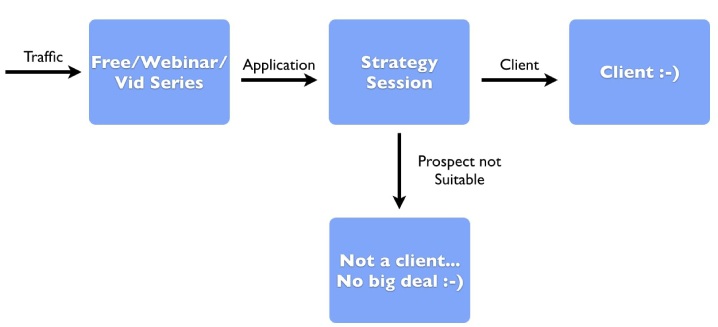 Traffic
Free/Webinar/
Vid Series
Application
Strategy
Session
Client
Client :-)
Prospect not
Suitable
Not a client...
No big deal :-)